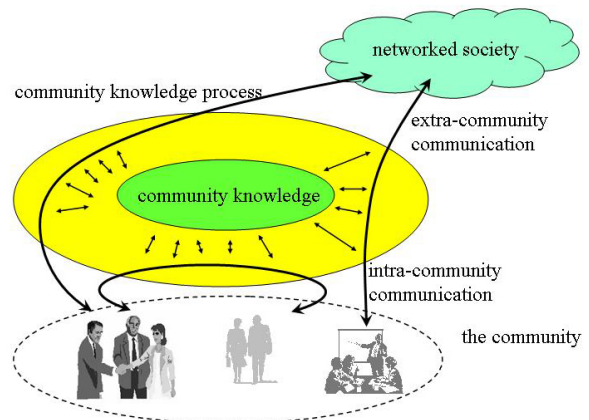 networked society
community knowledge process
extra-community
communication
community knowledge
intra-community
communication
the community